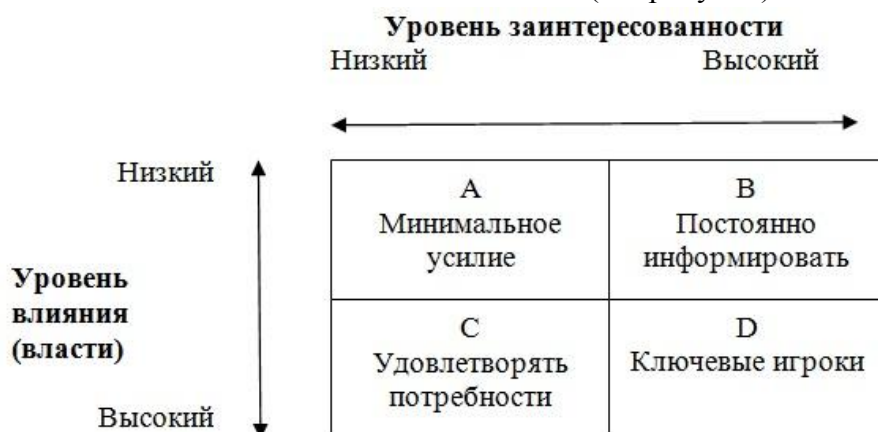 Уровень заинтересованности
Низкий Высокий
Низкий
Уровень
влияния
(власти)
Высокий
A
Минимальное
усилие
B
Постоянно
информировать
C
Удовлетворять
потребности
D
Ключевые игроки